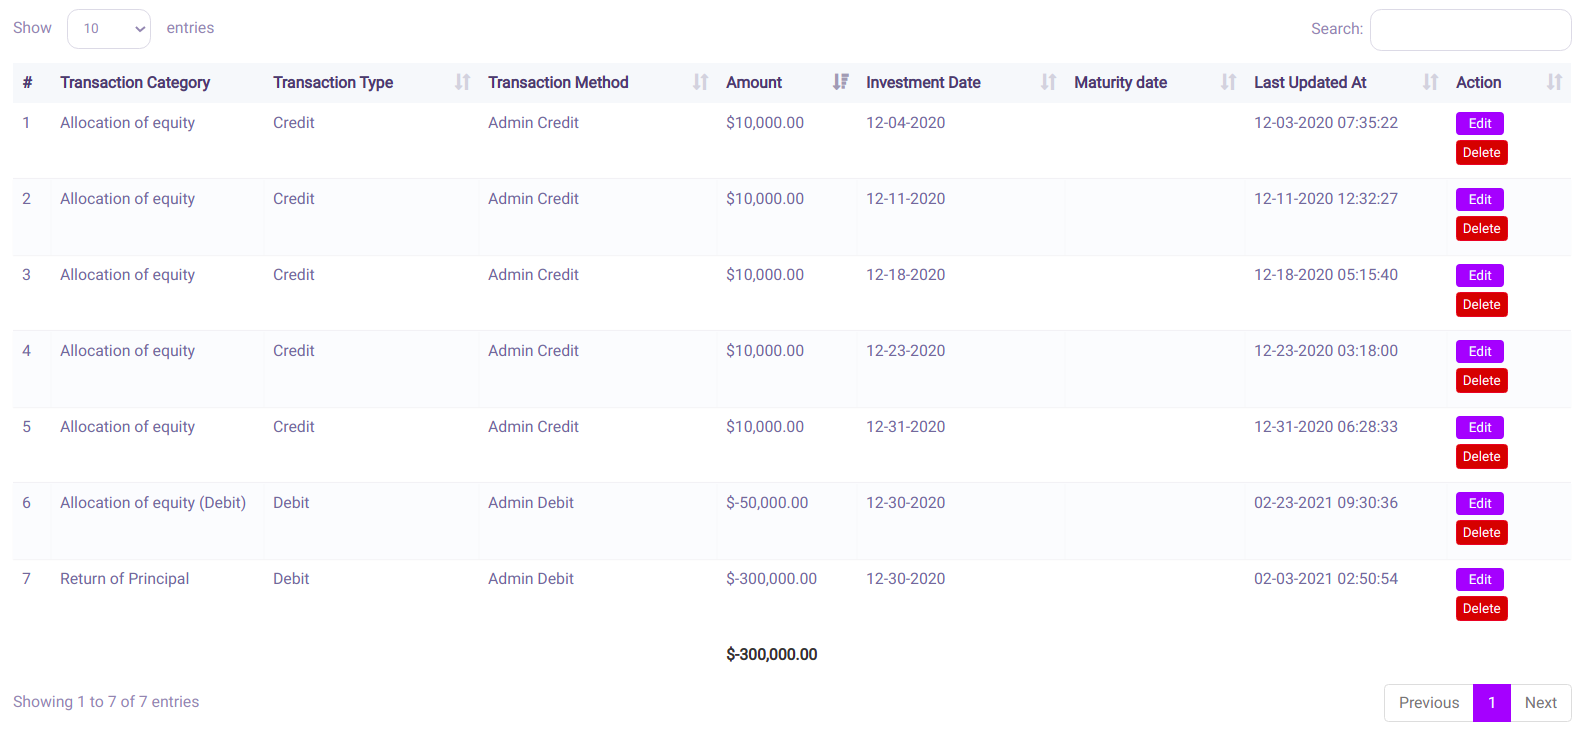 Show 10 entries Search:
# Transaction Category Transaction Type Transaction Method Amount Investment Date Maturity date Last Updated At Action
1 Allocation of equity Credit Admin Credit $10,000.00 12-04-2020 12-03-2020 07:35:22 Edit
Delete
2 Allocation of equity Credit Admin Credit $10,000.00 12-11-2020 12-11-2020 12:32:27 Edit
Delete
3 Allocation of equity Credit Admin Credit $10,000.00 12-18-2020 12-18-2020 05:15:40 Edit
Delete
4 Allocation of equity Credit Admin Credit $10,000.00 12-23-2020 12-23-2020 03:18:00 Edit
Delete
5 Allocation of equity Credit Admin Credit $10,000.00 12-31-2020 12-31-2020 06:28:33 Edit
Delete
6 Allocation of equity (Debit) Debit Admin Debit $-50,000.00 12-30-2020 02-23-2021 09:30:36 Edit
Delete
7 Return of Principal Debit Admin Debit $-300,000.00 12-30-2020 02-03-2021 02:50:54 Edit
Delete
$-300,000.00
Showing 1 to 7 of 7 entries Previous 1 Next